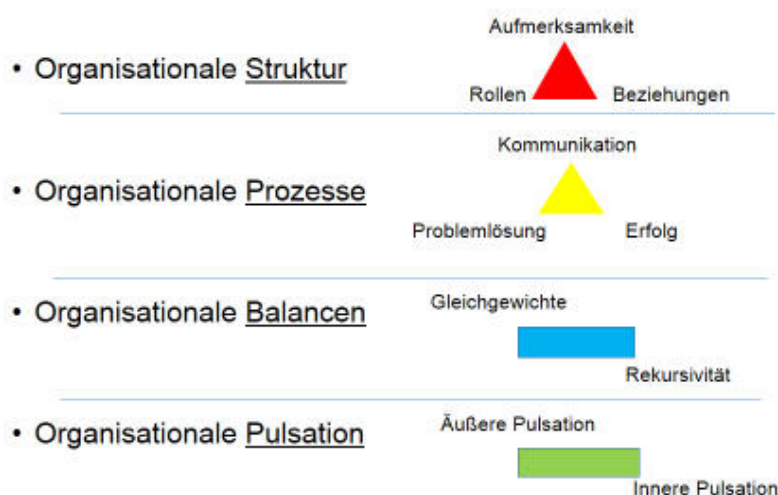 Aufmerksamkeit
• Organisationale Struktur
Rollen Beziehungen
Kommunikation
• Organisationale Prozesse
Problemlösung Erfolg
Gleichgewichte
• Organisationale Balancen
Rekursivität
Äußere Pulsation
• Organisationale Pulsation
Innere Pulsation